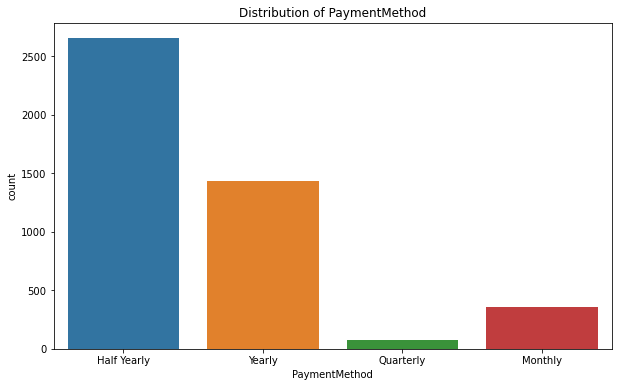 Distribution of PaymentMethod
2500
2000
1500
1000
500
0
count
Half Yearly Yearly Quarterly Monthly
PaymentMethod